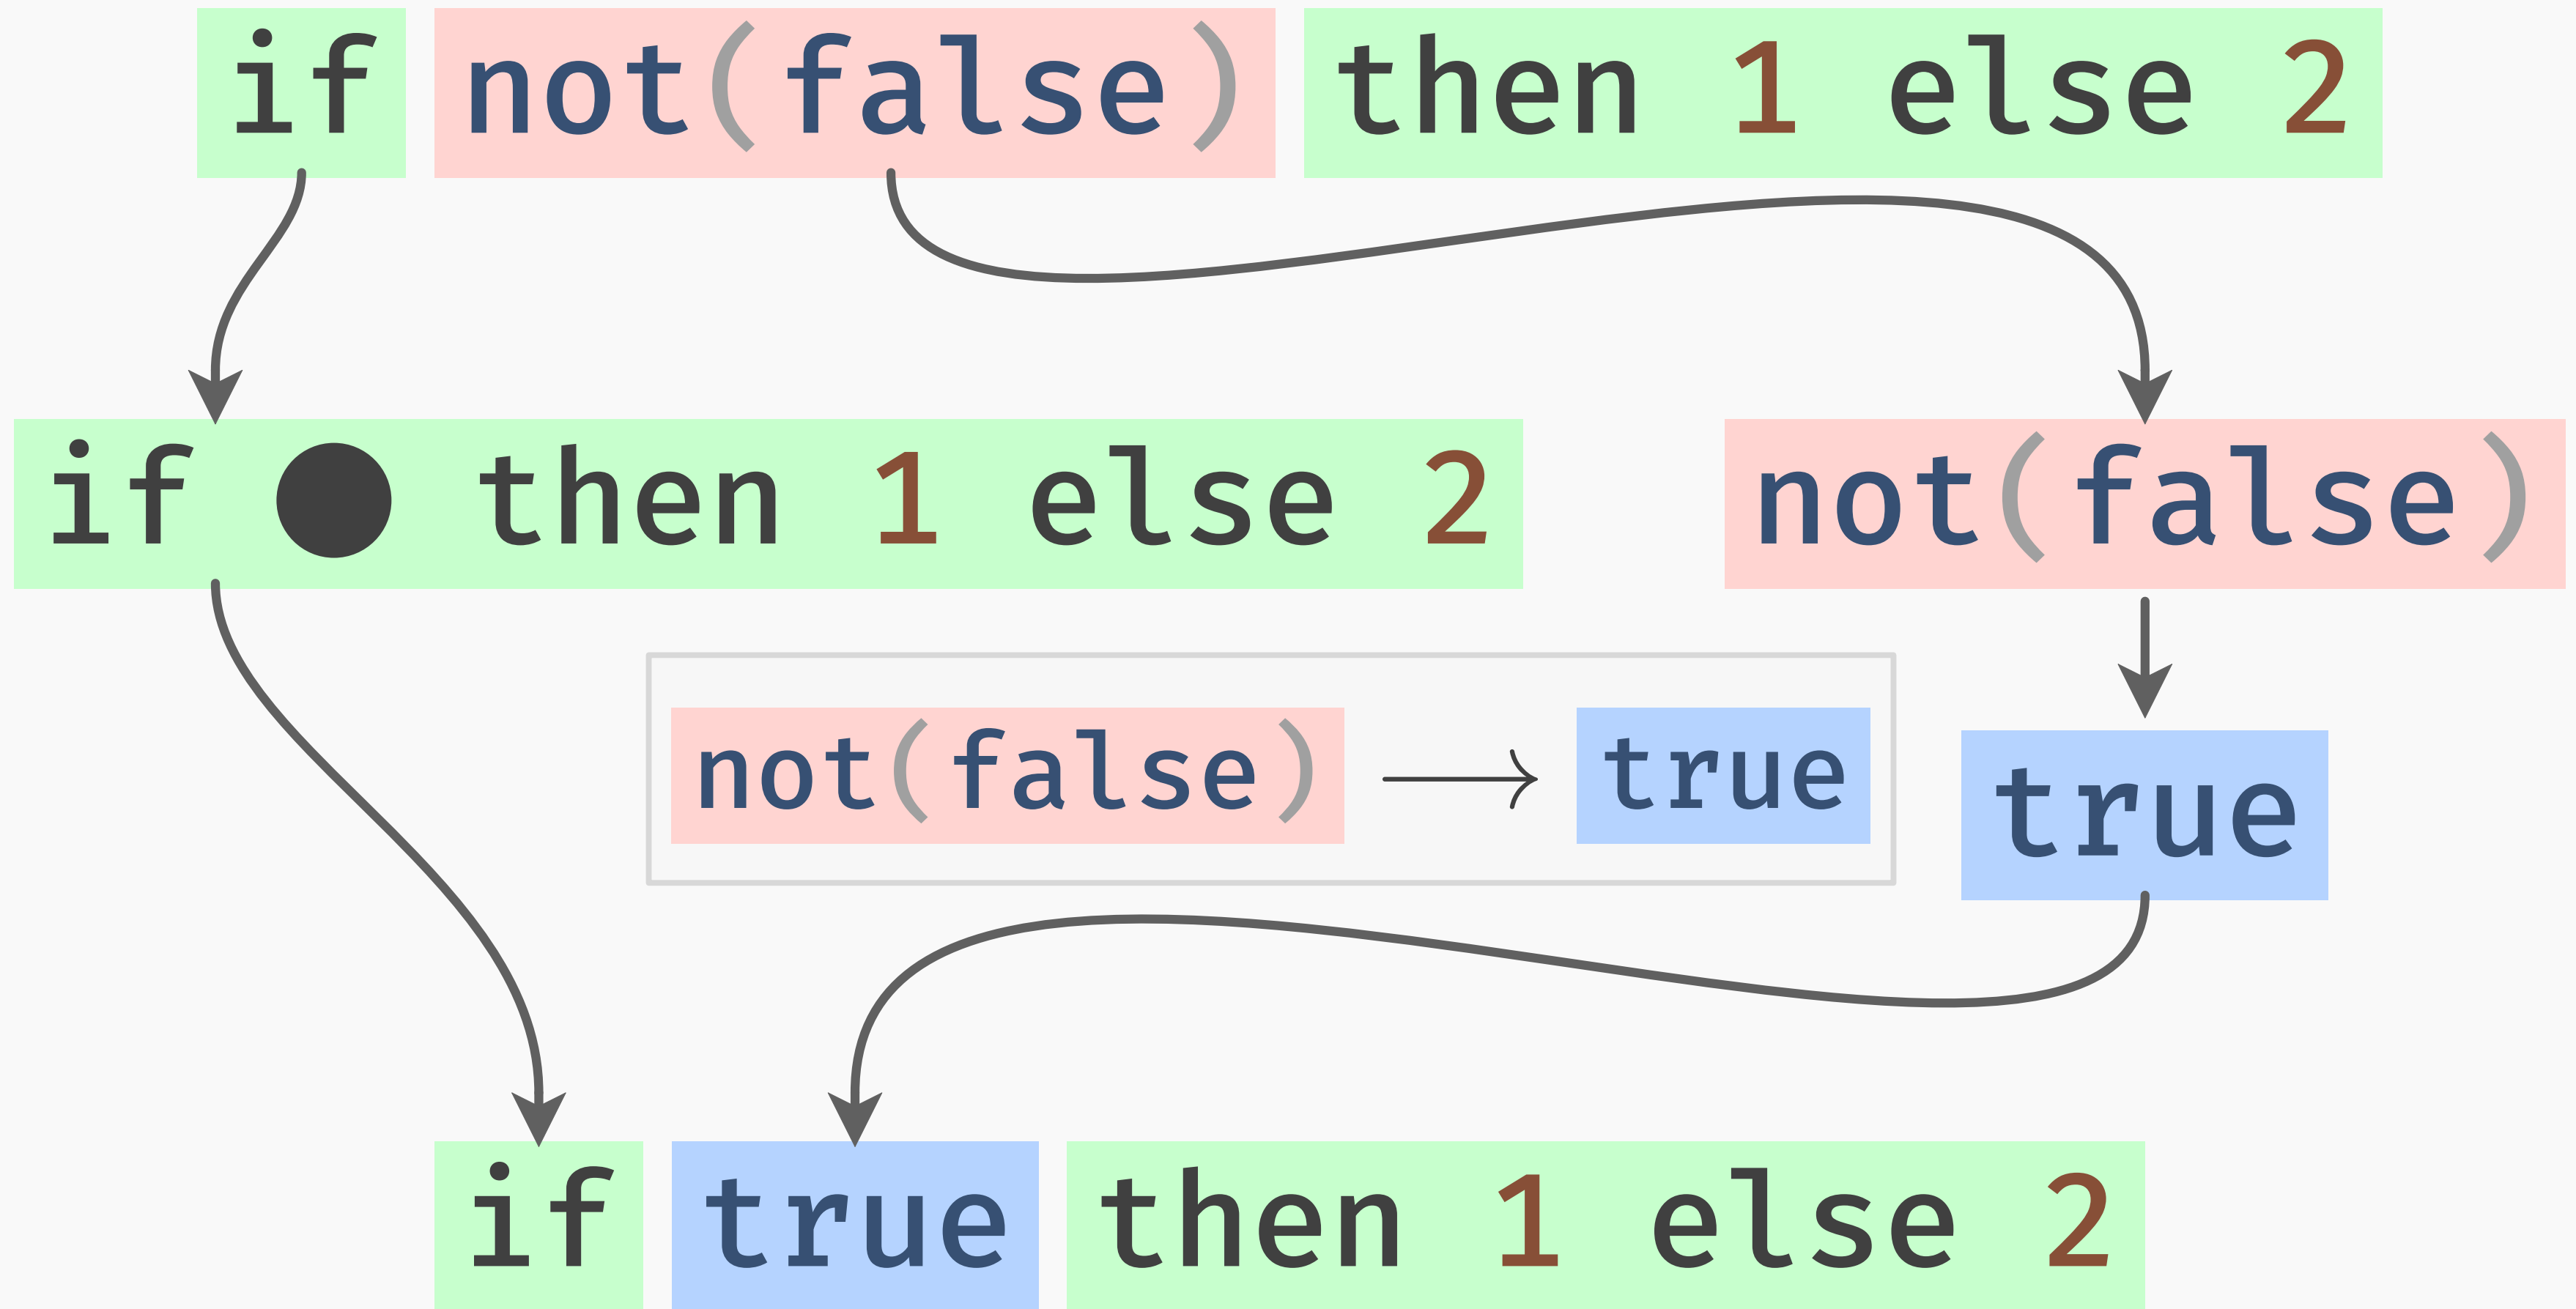 if not(false) then 1 else 2
if ● then 1 else 2 not(false)
not(false) → true
true
if true then 1 else 2